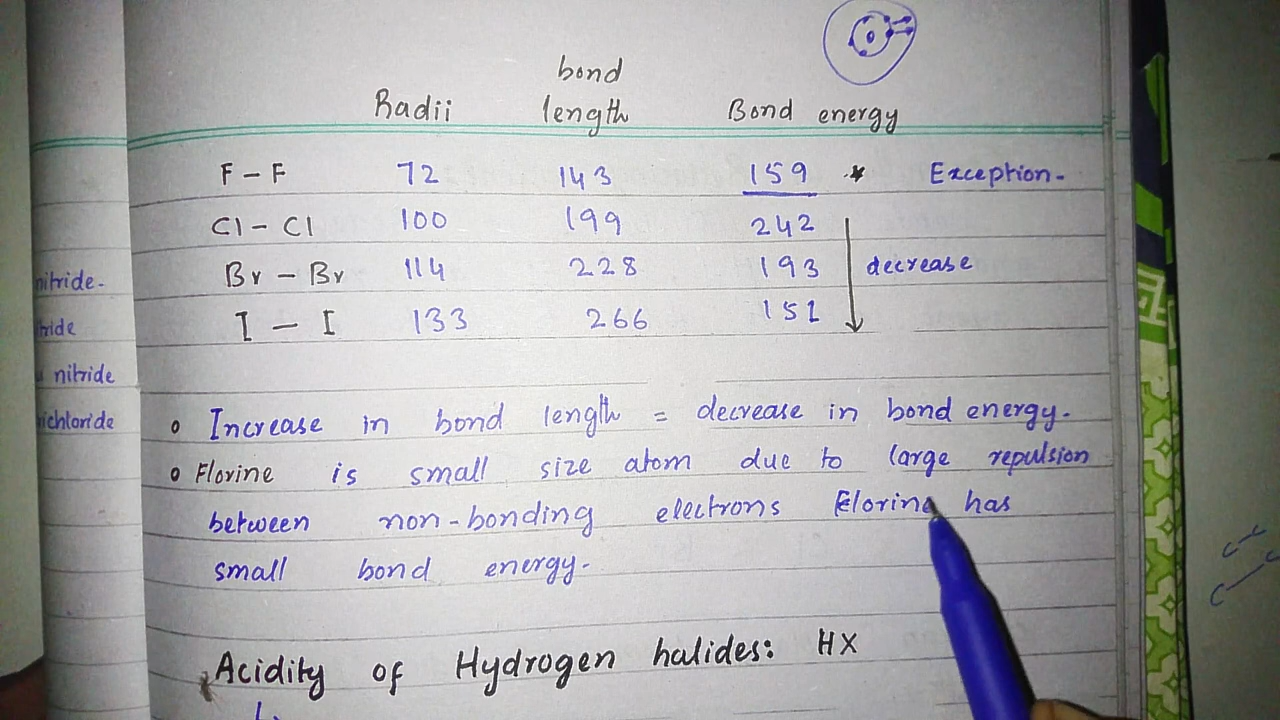 bond
Radii length Bond energy
F - F 72 143 159 * Exception.
Cl - Cl 100 199 242
Br - Br 114 228 193 decrease
I - I 133 266 151
nitride.
nitride
richloride
• Increase in bond length = decrease in bond energy.
• Florine is small size atom due to large repulsion
between non-bonding electrons Florine has
small bond energy.
Acidity of Hydrogen halides: HX